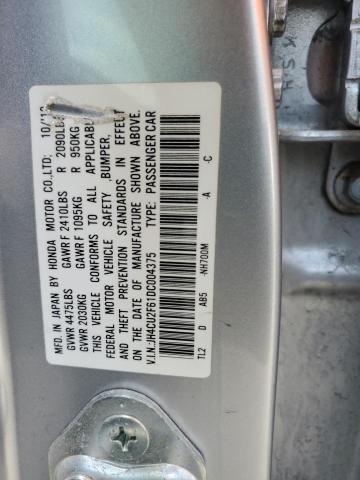 MFD. IN JAPAN BY HONDA MOTOR CO.,LTD; 10/12
GVWR 4475LBS GAWR F 2410LBS R 2090LBS
GVWR 2030KG GAWR F 1095KG R 950KG
THIS VEHICLE CONFORMS TO ALL APPLICABLE
FEDERAL MOTOR VEHICLE SAFETY BUMPER,
AND THEFT PREVENTION STANDARDS IN EFFECT
ON THE DATE OF MANUFACTURE SHOWN ABOVE.
V.I.N.:JH4CU2F61DC004375 TYPE: PASSENGER CAR
TL2 D AB5 -NH700M -A -C